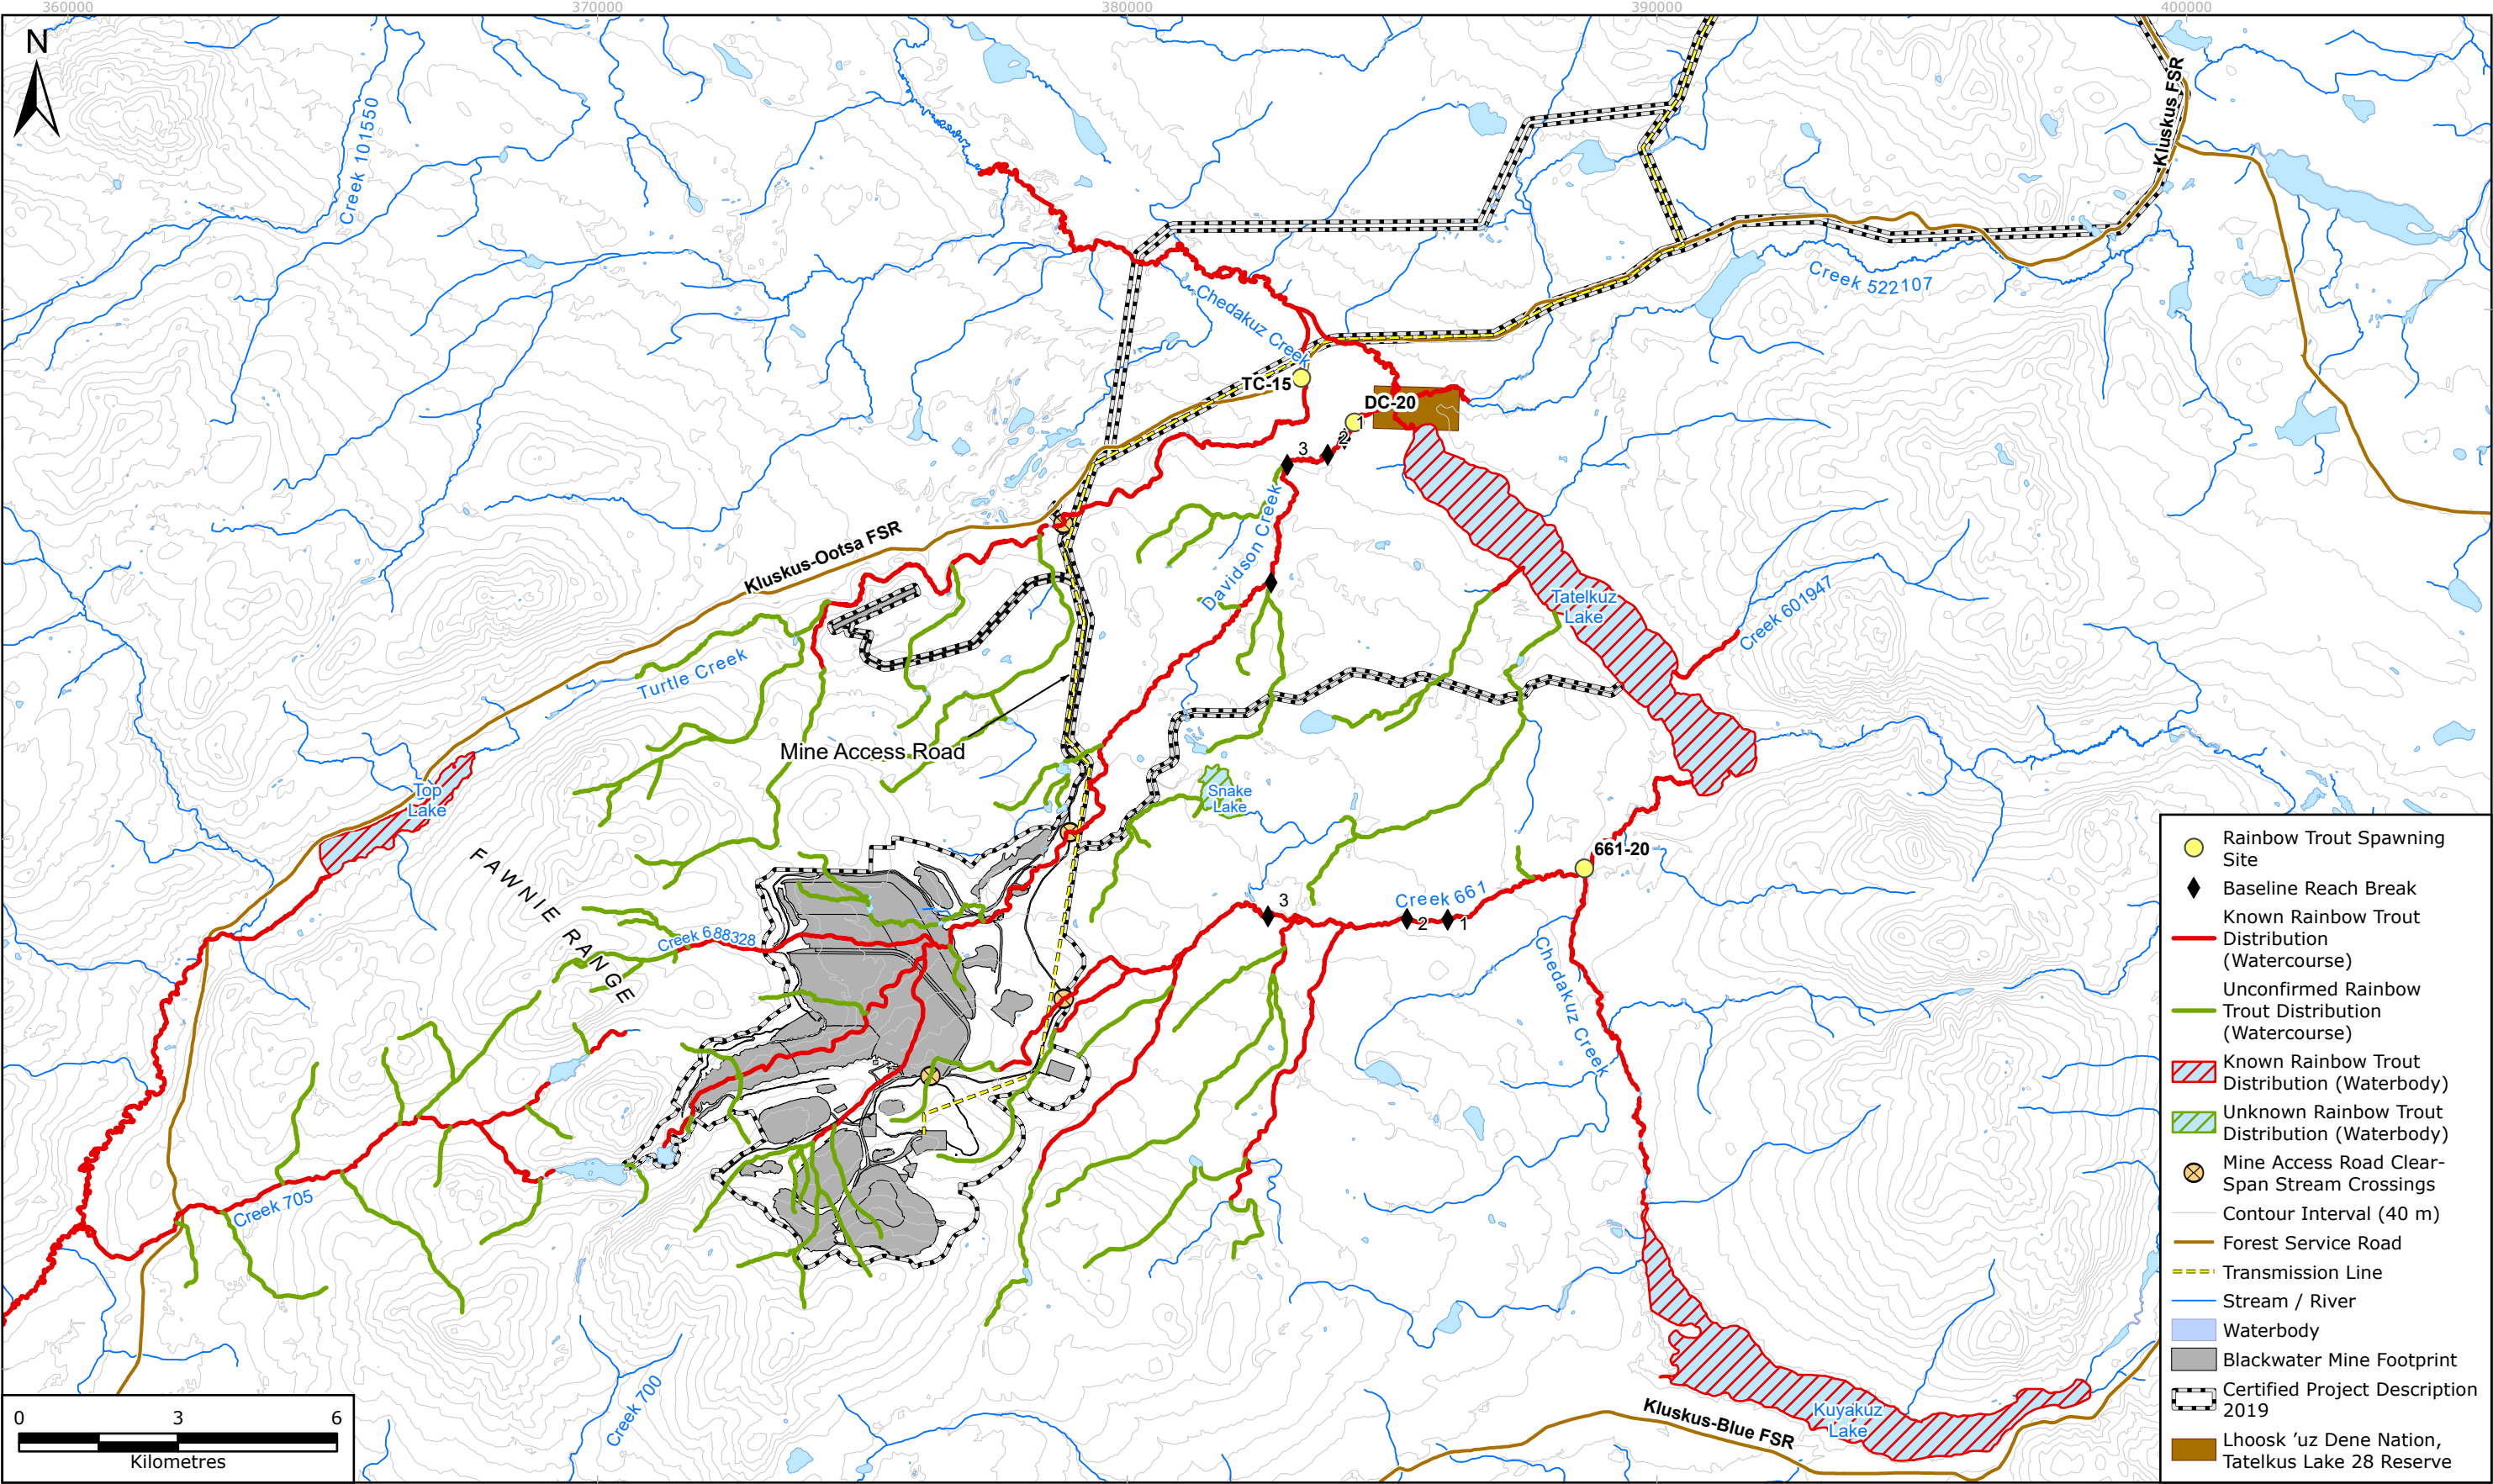 360000
370000
380000
390000
400000
N
Creek 101550
Kluskus FSR
Creek 522107
Chedakuz Creek
TC-15
DC-20
1
2
3
Davidson Creek
Kluskus-Ootsa FSR
Tatelkuz
Lake
Creek 601947
Turtle Creek
Mine Access Road
Top
Lake
Snake
Lake
FAWNIE RANGE
661-20
Creek 661
3
2
1
Creek 688328
Chedakuz Creek
Creek 705
Creek 700
Kluskus-Blue FSR
Kuyakuz
Lake
0
3
6
Kilometres
Rainbow Trout Spawning
Site
Baseline Reach Break
Known Rainbow Trout
Distribution
(Watercourse)
Unconfirmed Rainbow
Trout Distribution
(Watercourse)
Known Rainbow Trout
Distribution (Waterbody)
Unknown Rainbow Trout
Distribution (Waterbody)
Mine Access Road Clear-
Span Stream Crossings
Contour Interval (40 m)
Forest Service Road
Transmission Line
Stream / River
Waterbody
Blackwater Mine Footprint
Certified Project Description
2019
Lhoosk ’uz Dene Nation,
Tatelkus Lake 28 Reserve